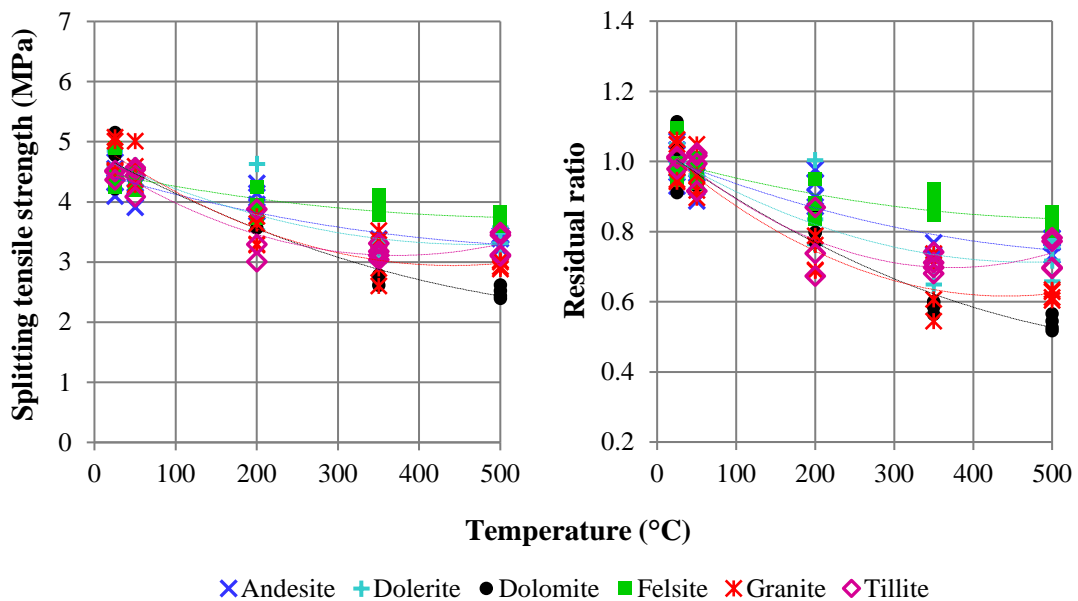 Splitting tensile strength (MPa)
7
6
5
4
3
2
1
0
0 100 200 300 400 500
Residual ratio
1.4
1.2
1.0
0.8
0.6
0.4
0.2
0 100 200 300 400 500
Temperature (°C)
Andesite Dolerite Dolomite Felsite Granite Tillite